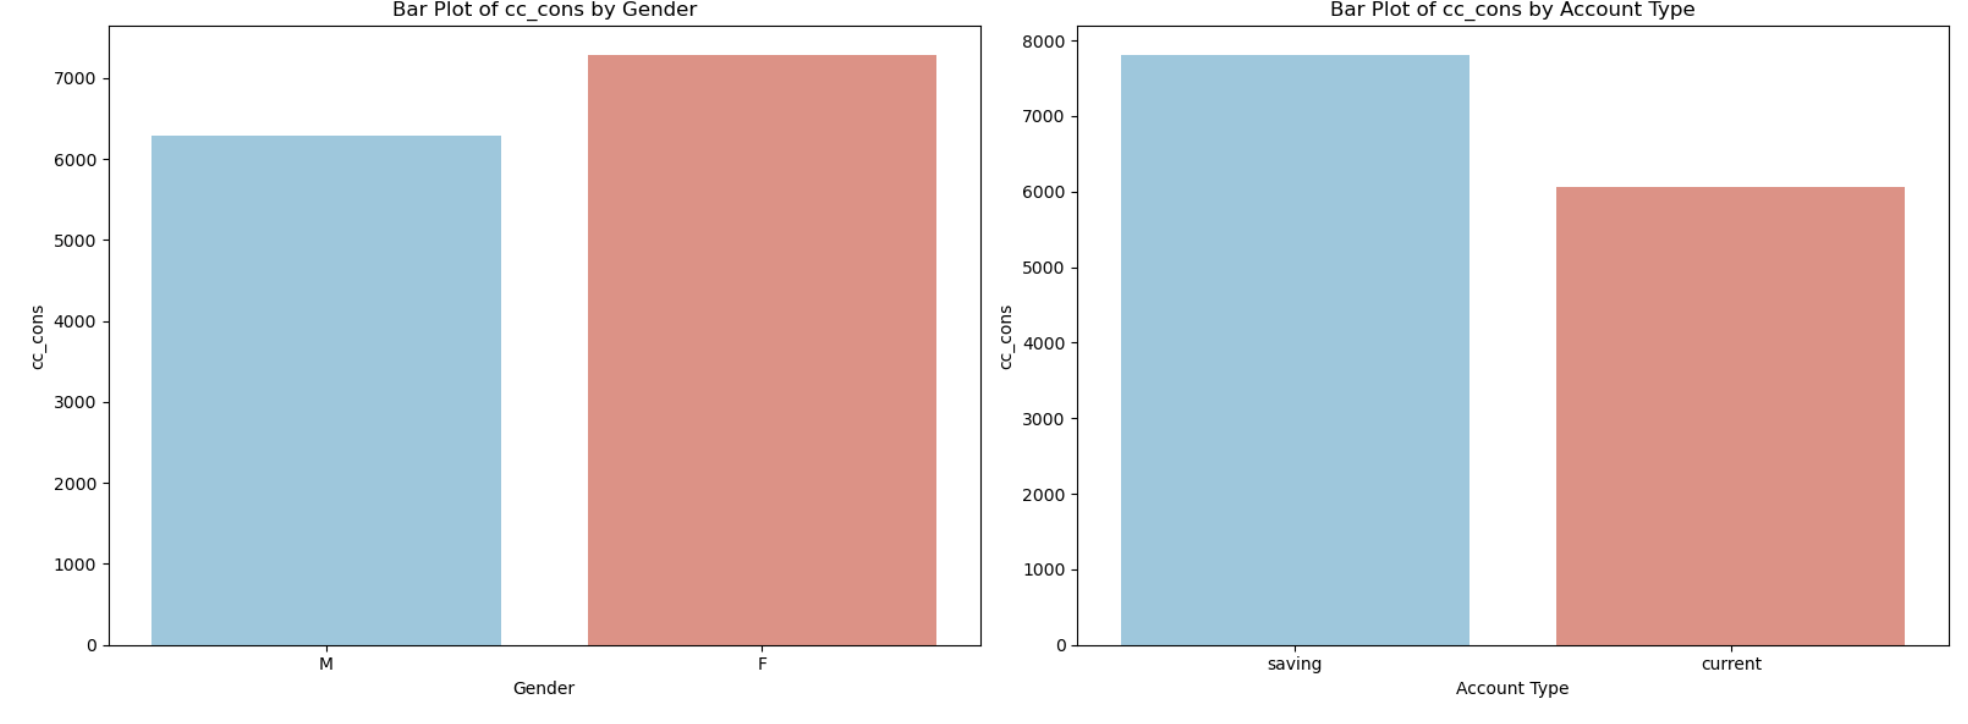 Bar Plot of cc_cons by Gender
cc_cons
7000
6000
5000
4000
3000
2000
1000
0
M F
Gender
Bar Plot of cc_cons by Account Type
cc_cons
8000
7000
6000
5000
4000
3000
2000
1000
0
saving current
Account Type